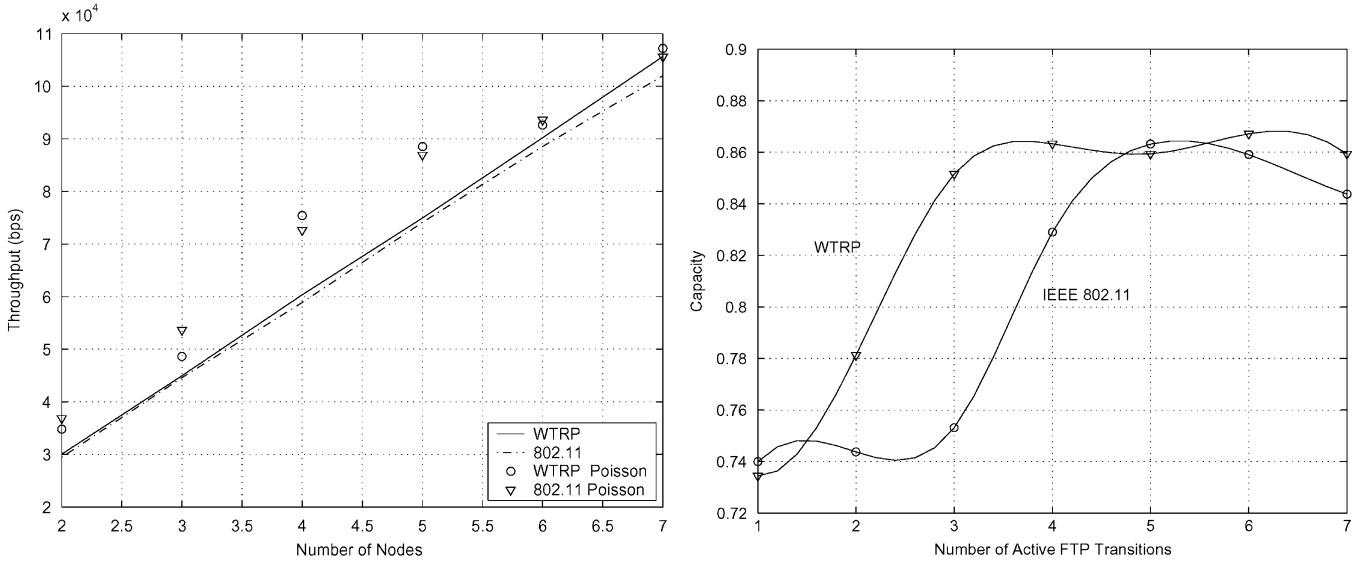 x 10^4
11
10
9
8
7
6
5
4
3
2
Throughput (bps)
2 2.5 3 3.5 4 4.5 5 5.5 6 6.5 7
Number of Nodes
WTRP
802.11
WTRP Poisson
802.11 Poisson
0.9
0.88
0.86
0.84
0.82
0.8
0.78
0.76
0.74
0.72
Capacity
WTRP
IEEE 802.11
1 2 3 4 5 6 7
Number of Active FTP Transitions